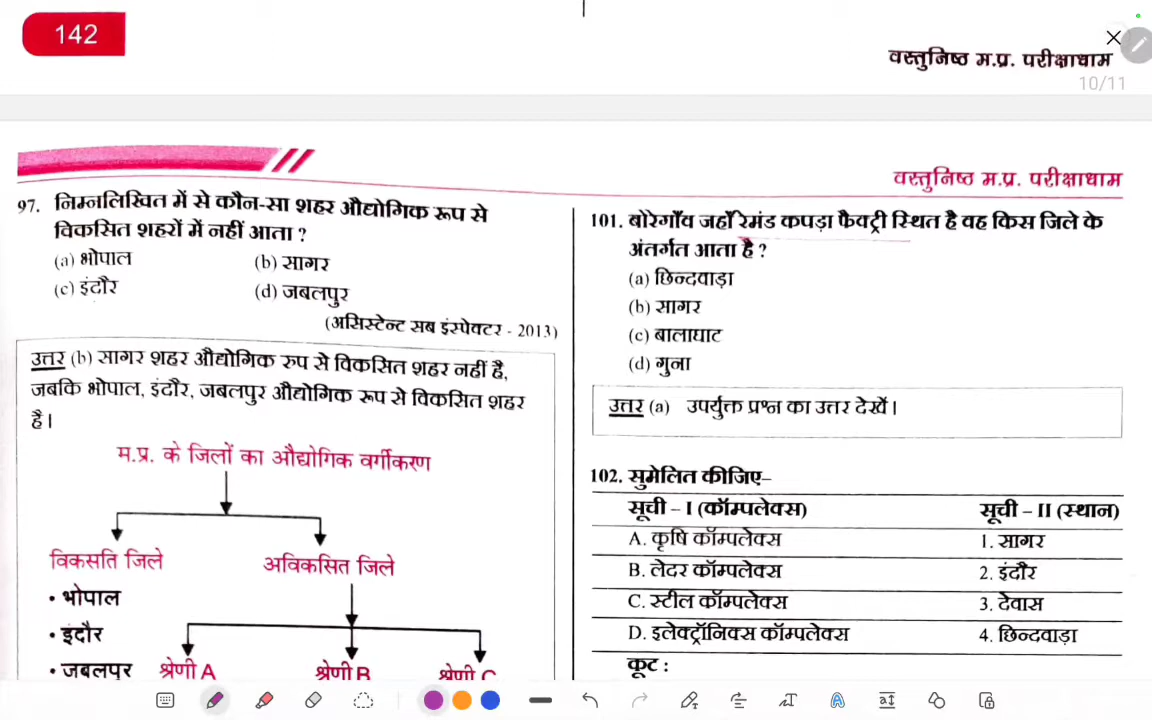 142
वस्तुनिष्ठ म.प्र. परीक्षाधाम
10/11
वस्तुनिष्ठ म.प्र. परीक्षाधाम
97. निम्नलिखित में से कौन-सा शहर औद्योगिक रूप से
विकसित शहरों में नहीं आता ?
(a) भोपाल (b) सागर
(c) इंदौर (d) जबलपुर
(असिस्टेन्ट सब इंस्पेक्टर - 2013)
उत्तर (b) सागर शहर औद्योगिक रुप से विकसित शहर नहीं है,
जबकि भोपाल, इंदौर, जबलपुर औद्योगिक रूप से विकसित शहर
है।
म.प्र. के जिलों का औद्योगिक वर्गीकरण
विकसति जिले अविकसित जिले
• भोपाल
• इंदौर
• जबलपुर श्रेणी A श्रेणी B श्रेणी C
101. बोरेगाँव जहाँ रेमंड कपड़ा फैक्ट्री स्थित है वह किस जिले के
अंतर्गत आता है ?
(a) छिन्दवाड़ा
(b) सागर
(c) बालाघाट
(d) गुना
उत्तर (a) उपर्युक्त प्रश्न का उत्तर देखें।
102. सुमेलित कीजिए–
सूची – I (कॉम्पलेक्स) सूची – II (स्थान)
A. कृषि कॉम्पलेक्स 1. सागर
B. लेदर कॉम्पलेक्स 2. इंदौर
C. स्टील कॉम्पलेक्स 3. देवास
D. इलेक्ट्रॉनिक्स कॉम्पलेक्स 4. छिन्दवाड़ा
कूट :